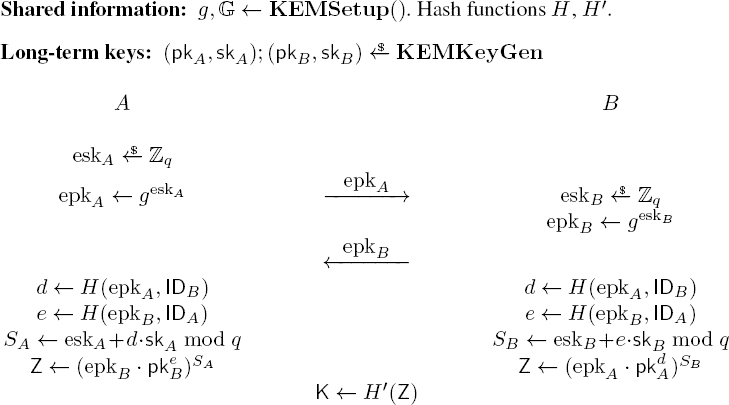 Shared information: g, 𝔾 ← KEMSetup(). Hash functions H, H′.
Long-term keys: (pk_A, sk_A); (pk_B, sk_B) ←$ KEMKeyGen
A B
esk_A ←$ ℤ_q
epk_A ← g^{esk_A} epk_A esk_B ←$ ℤ_q
epk_B ← g^{esk_B}
epk_B
d ← H(epk_A, ID_B) d ← H(epk_A, ID_B)
e ← H(epk_B, ID_A) e ← H(epk_B, ID_A)
S_A ← esk_A+d·sk_A mod q S_B ← esk_B+e·sk_B mod q
Z ← (epk_B · pk_B^e)^{S_A} Z ← (epk_A · pk_A^d)^{S_B}
K ← H′(Z)